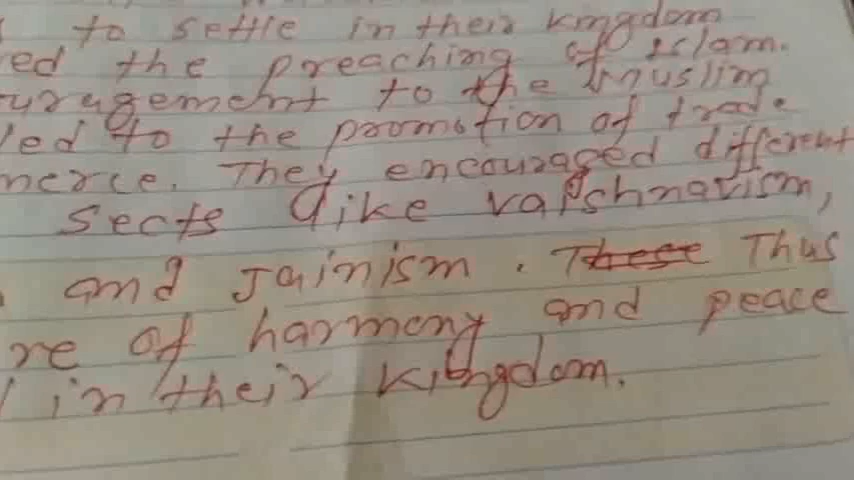 to settle in their kingdom
ed the preaching of Islam.
uragement to the muslim
led to the promotion of trade
merce. They encouraged different
sects like vaishnavism,
and Jainism. These Thus
re of harmony and peace
in their kingdom.